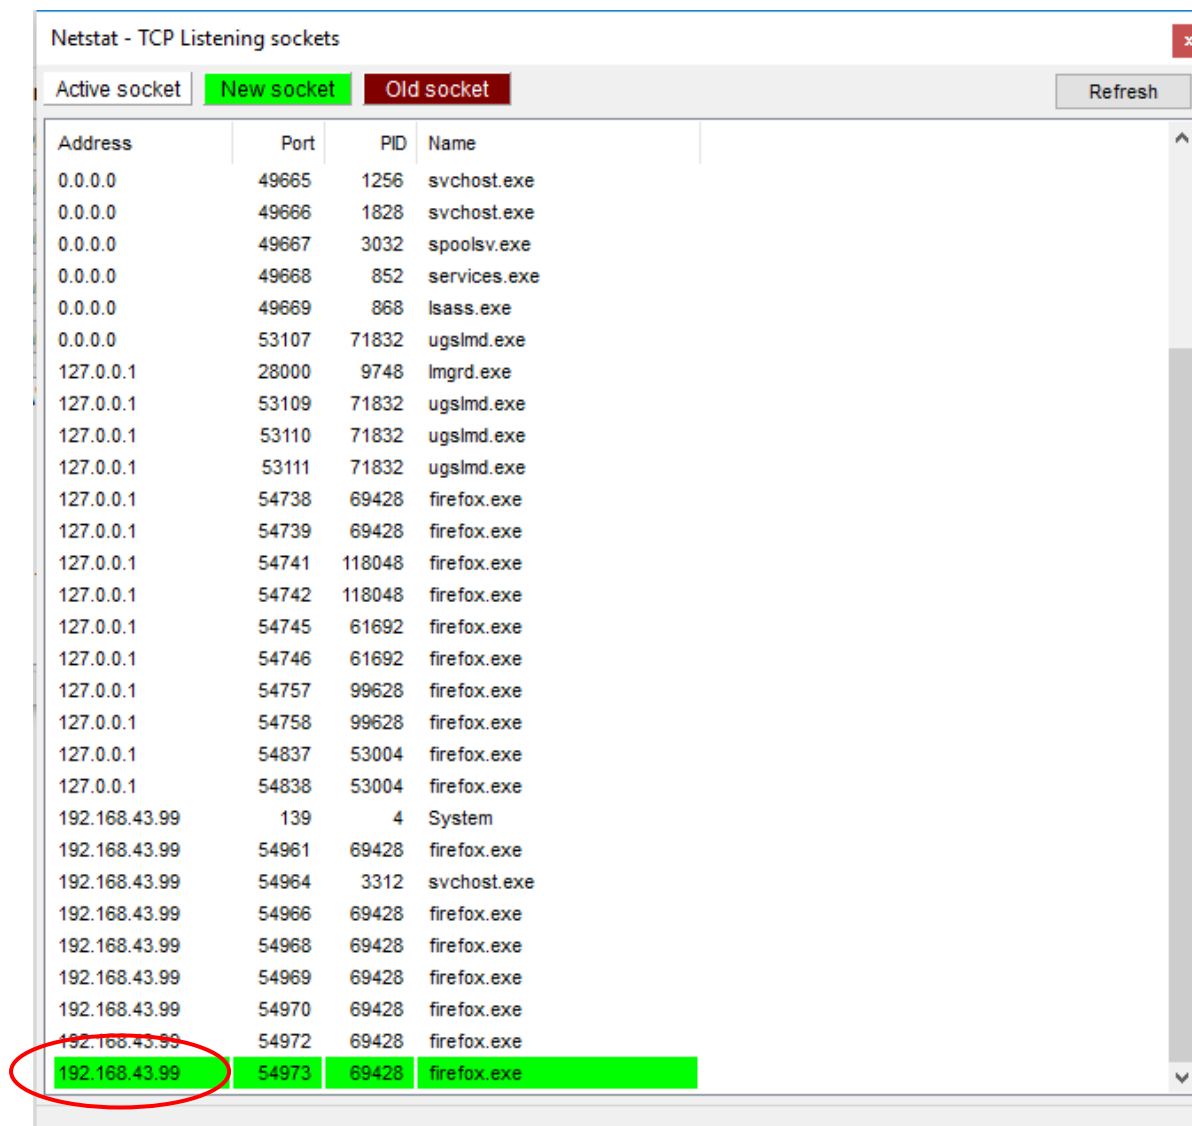 Netstat - TCP Listening sockets x
Active socket New socket Old socket Refresh
Address Port PID Name
0.0.0.0 49665 1256 svchost.exe
0.0.0.0 49666 1828 svchost.exe
0.0.0.0 49667 3032 spoolsv.exe
0.0.0.0 49668 852 services.exe
0.0.0.0 49669 868 lsass.exe
0.0.0.0 53107 71832 ugslmd.exe
127.0.0.1 28000 9748 lmgrd.exe
127.0.0.1 53109 71832 ugslmd.exe
127.0.0.1 53110 71832 ugslmd.exe
127.0.0.1 53111 71832 ugslmd.exe
127.0.0.1 54738 69428 firefox.exe
127.0.0.1 54739 69428 firefox.exe
127.0.0.1 54741 118048 firefox.exe
127.0.0.1 54742 118048 firefox.exe
127.0.0.1 54745 61692 firefox.exe
127.0.0.1 54746 61692 firefox.exe
127.0.0.1 54757 99628 firefox.exe
127.0.0.1 54758 99628 firefox.exe
127.0.0.1 54837 53004 firefox.exe
127.0.0.1 54838 53004 firefox.exe
192.168.43.99 139 4 System
192.168.43.99 54961 69428 firefox.exe
192.168.43.99 54964 3312 svchost.exe
192.168.43.99 54966 69428 firefox.exe
192.168.43.99 54968 69428 firefox.exe
192.168.43.99 54969 69428 firefox.exe
192.168.43.99 54970 69428 firefox.exe
192.168.43.99 54972 69428 firefox.exe
192.168.43.99 54973 69428 firefox.exe